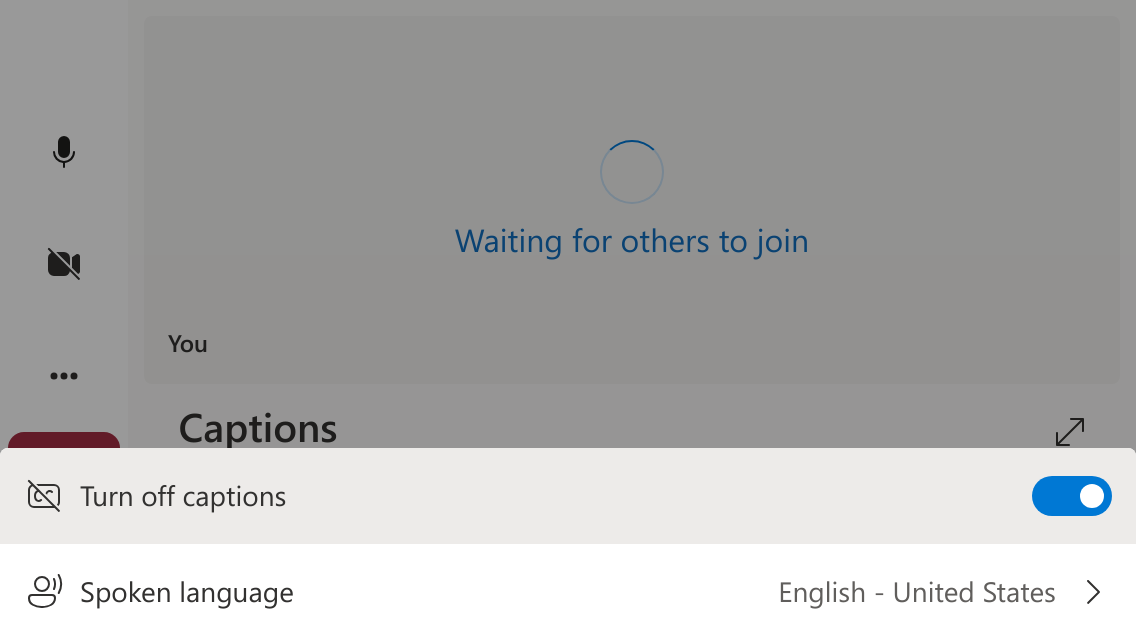 Waiting for others to join
You
Captions
Turn off captions
Spoken language English - United States